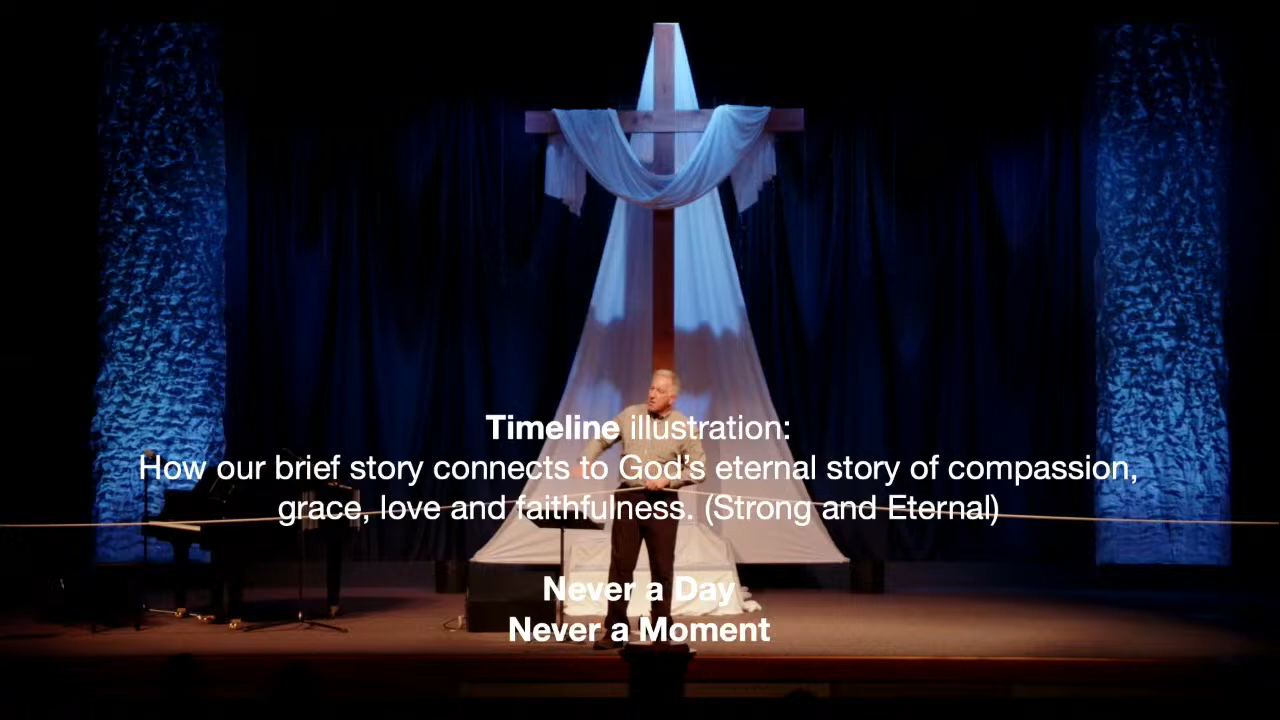 Timeline illustration:
How our brief story connects to God's eternal story of compassion,
grace, love and faithfulness. (Strong and Eternal)
Never a Day
Never a Moment